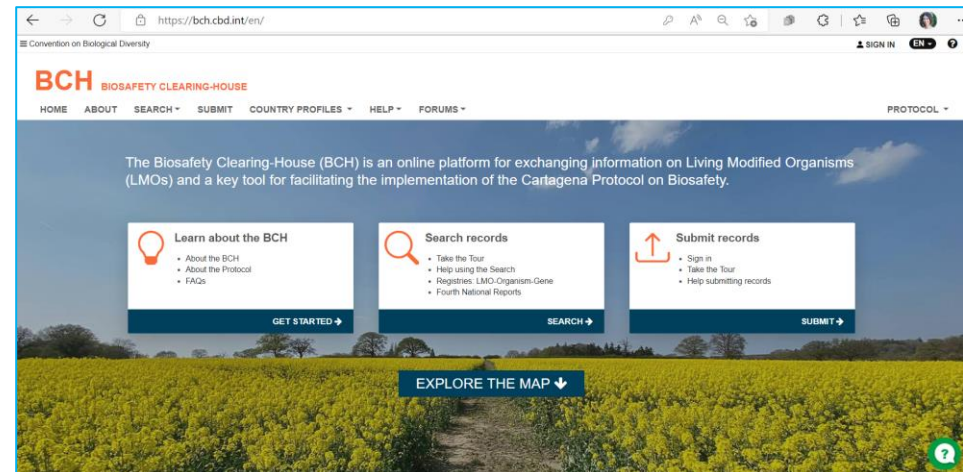 https://bch.cbd.int/en/
Convention on Biological Diversity
SIGN IN EN
BCH BIOSAFETY CLEARING-HOUSE
HOME ABOUT SEARCH SUBMIT COUNTRY PROFILES HELP FORUMS PROTOCOL
The Biosafety Clearing-House (BCH) is an online platform for exchanging information on Living Modified Organisms
(LMOs) and a key tool for facilitating the implementation of the Cartagena Protocol on Biosafety.
Learn about the BCH
• About the BCH
• About the Protocol
• FAQs
GET STARTED
Search records
• Take the Tour
• Help using the Search
• Registries: LMO-Organism-Gene
• Fourth National Reports
SEARCH
Submit records
• Sign in
• Take the Tour
• Help submitting records
SUBMIT
EXPLORE THE MAP
?